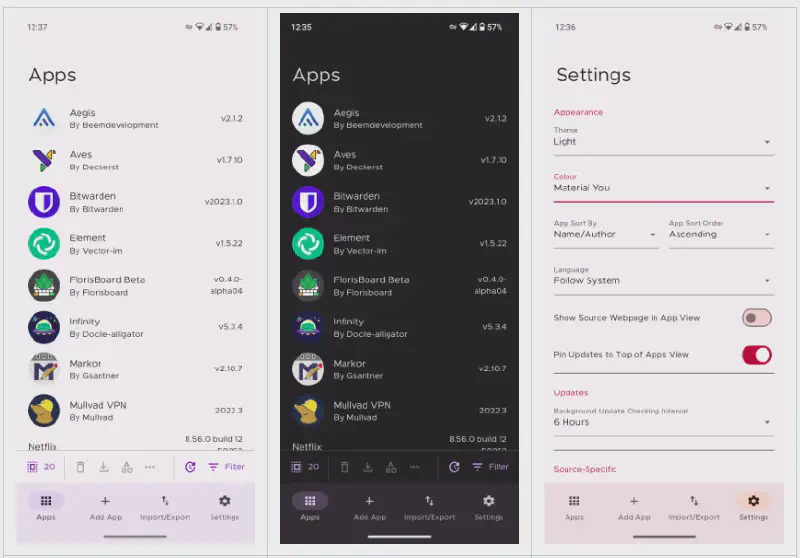 12:37
57%
Apps
Aegis
By Beemdevelopment
v2.1.2
Aves
By Deckerst
v1.7.10
Bitwarden
By Bitwarden
v2023.1.0
Element
By Vector-im
v1.5.22
FlorisBoard Beta
By Florisboard
v0.4.0-
alpha04
Infinity
By Docile-alligator
v5.3.4
Markor
By Gsantner
v2.10.7
Mullvad VPN
By Mullvad
2022.3
Netflix
8.56.0 build 12
20
Filter
Apps
Add App
Import/Export
Settings
12:35
57%
Apps
Aegis
By Beemdevelopment
v2.1.2
Aves
By Deckerst
v1.7.10
Bitwarden
By Bitwarden
v2023.1.0
Element
By Vector-im
v1.5.22
FlorisBoard Beta
By Florisboard
v0.4.0-
alpha04
Infinity
By Docile-alligator
v5.3.4
Markor
By Gsantner
v2.10.7
Mullvad VPN
By Mullvad
2022.3
Netflix
8.56.0 build 12
20
Filter
Apps
Add App
Import/Export
Settings
12:36
57%
Settings
Appearance
Theme
Light
Colour
Material You
App Sort By
Name/Author
App Sort Order
Ascending
Language
Follow System
Show Source Webpage in App View
Pin Updates to Top of Apps View
Updates
Background Update Checking Interval
6 Hours
Source-Specific
Apps
Add App
Import/Export
Settings